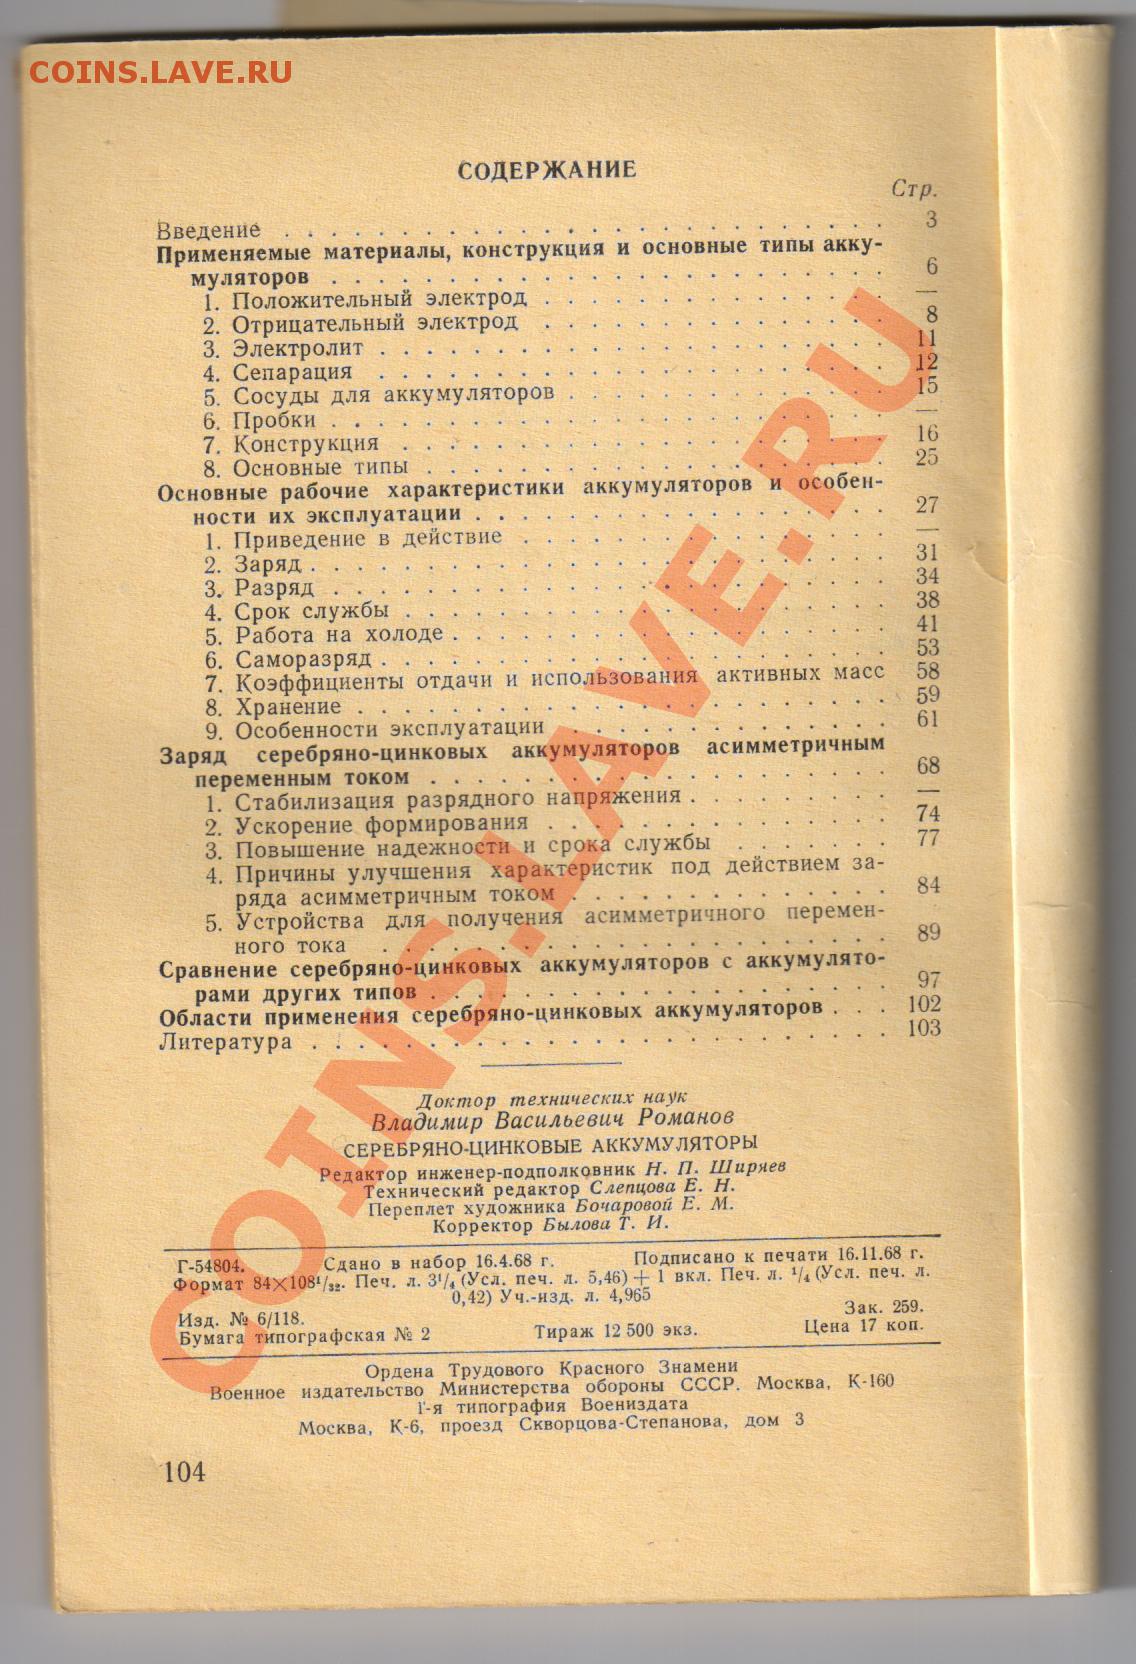 COINS.LAVE.RU
СОДЕРЖАНИЕ
Стр.
Введение . . . . . . . . . . . . . . . . . . . . 3
Применяемые материалы, конструкция и основные типы акку-
муляторов . . . . . . . . . . . . . . . . . . . . 6
1. Положительный электрод . . . . . . . . . . . . . . . —
2. Отрицательный электрод . . . . . . . . . . . . . . . 8
3. Электролит . . . . . . . . . . . . . . . . . . . . 11
4. Сепарация . . . . . . . . . . . . . . . . . . . . 12
5. Сосуды для аккумуляторов . . . . . . . . . . . . . . 15
6. Пробки . . . . . . . . . . . . . . . . . . . . —
7. Конструкция . . . . . . . . . . . . . . . . . . . . 16
8. Основные типы . . . . . . . . . . . . . . . . . . . . 25
Основные рабочие характеристики аккумуляторов и особен-
ности их эксплуатации . . . . . . . . . . . . . . . . . . 27
1. Приведение в действие . . . . . . . . . . . . . . . . —
2. Заряд . . . . . . . . . . . . . . . . . . . . 31
3. Разряд . . . . . . . . . . . . . . . . . . . . 34
4. Срок службы . . . . . . . . . . . . . . . . . . . . 38
5. Работа на холоде . . . . . . . . . . . . . . . . . . . 41
6. Саморазряд . . . . . . . . . . . . . . . . . . . . 53
7. Коэффициенты отдачи и использования активных масс 58
8. Хранение . . . . . . . . . . . . . . . . . . . . 59
9. Особенности эксплуатации . . . . . . . . . . . . . . 61
Заряд серебряно-цинковых аккумуляторов асимметричным
переменным током . . . . . . . . . . . . . . . . . . . . 68
1. Стабилизация разрядного напряжения . . . . . . . . . —
2. Ускорение формирования . . . . . . . . . . . . . . . 74
3. Повышение надежности и срока службы . . . . . . . 77
4. Причины улучшения характеристик под действием за-
ряда асимметричным током . . . . . . . . . . . . . . 84
5. Устройства для получения асимметричного перемен-
ного тока . . . . . . . . . . . . . . . . . . . . 89
Сравнение серебряно-цинковых аккумуляторов с аккумулято-
рами других типов . . . . . . . . . . . . . . . . . . . . 97
Области применения серебряно-цинковых аккумуляторов . . . 102
Литература . . . . . . . . . . . . . . . . . . . . 103
Доктор технических наук
Владимир Васильевич Романов
СЕРЕБРЯНО-ЦИНКОВЫЕ АККУМУЛЯТОРЫ
Редактор инженер-подполковник Н. П. Ширяев
Технический редактор Слепцова Е. Н.
Переплет художника Бочаровой Е. М.
Корректор Былова Т. И.
Г-54804. Сдано в набор 16.4.68 г. Подписано к печати 16.11.68 г.
Формат 84×108¹/₃₂. Печ. л. 3¹/₄ (Усл. печ. л. 5,46) + 1 вкл. Печ. л. ¹/₄ (Усл. печ. л.
0,42) Уч.-изд. л. 4,965
Изд. № 6/118. Зак. 259.
Бумага типографская № 2 Тираж 12 500 экз. Цена 17 коп.
Ордена Трудового Красного Знамени
Военное издательство Министерства обороны СССР. Москва, К-160
1-я типография Воениздата
Москва, К-6, проезд Скворцова-Степанова, дом 3
104
COINS.LAVE.RU